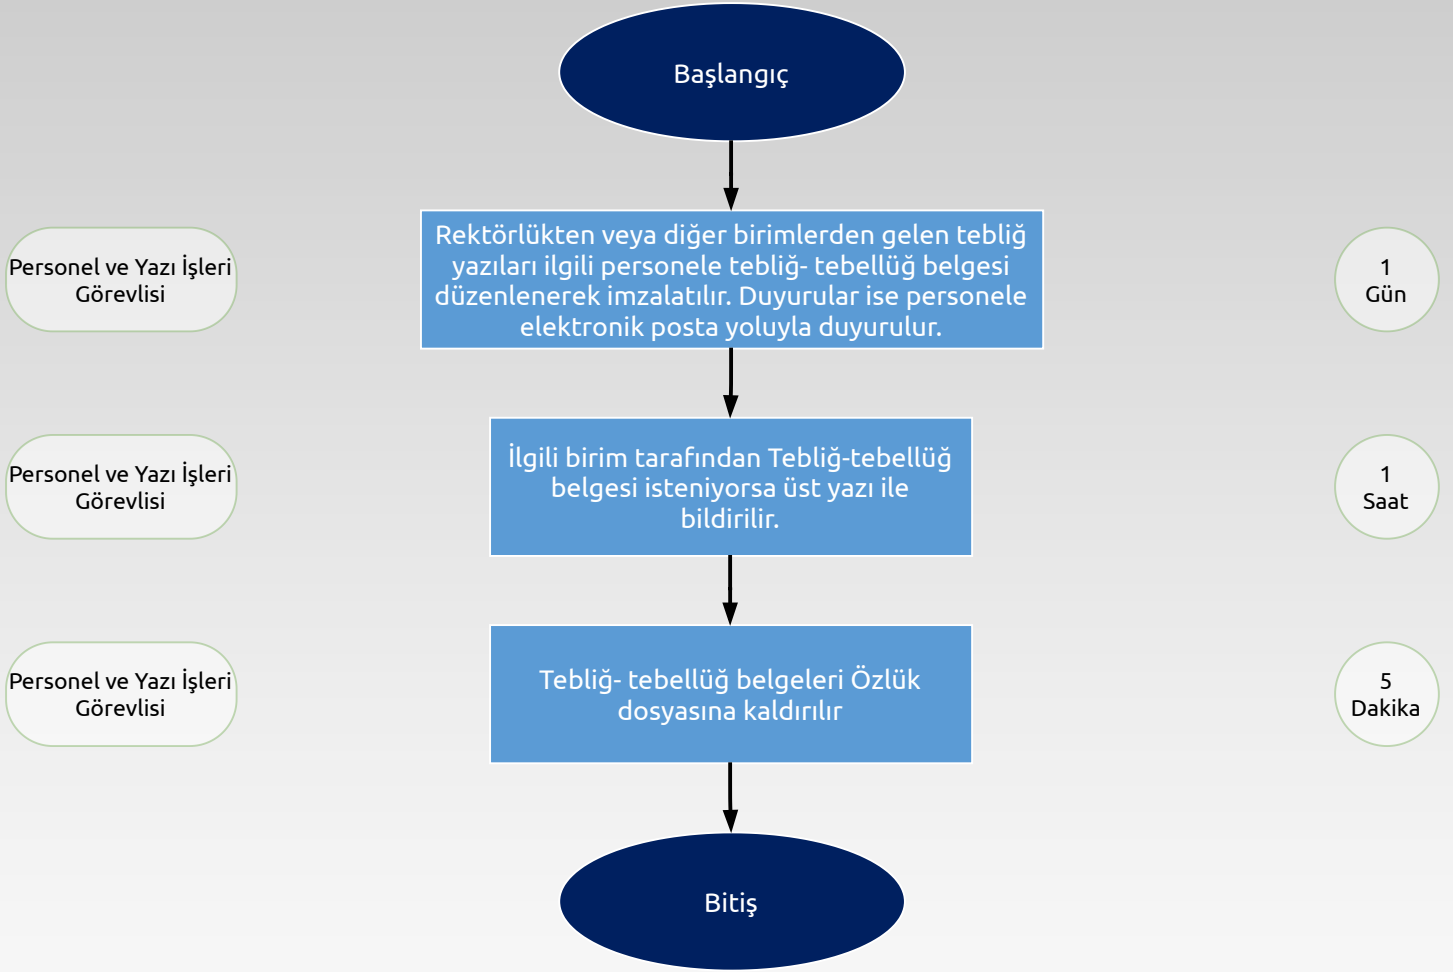 Başlangıç
Personel ve Yazı İşleri
Görevlisi
Rektörlükten veya diğer birimlerden gelen tebliğ
yazıları ilgili personele tebliğ- tebellüğ belgesi
düzenlenerek imzalatılır. Duyurular ise personele
elektronik posta yoluyla duyurulur.
1
Gün
Personel ve Yazı İşleri
Görevlisi
İlgili birim tarafından Tebliğ-tebellüğ
belgesi isteniyorsa üst yazı ile
bildirilir.
1
Saat
Personel ve Yazı İşleri
Görevlisi
Tebliğ- tebellüğ belgeleri Özlük
dosyasına kaldırılır
5
Dakika
Bitiş